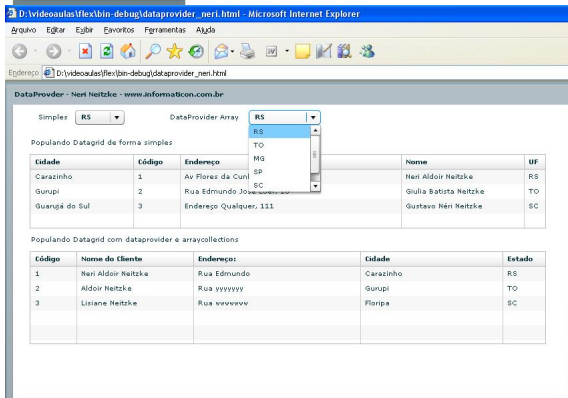 D:\videoaulas\flex\bin-debug\dataprovider_neri.html - Microsoft Internet Explorer
Arquivo Editar Exibir Favoritos Ferramentas Ajuda
Endereço D:\videoaulas\flex\bin-debug\dataprovider_neri.html
DataProvder - Neri Neitzke - www.informaticon.com.br
Simples RS DataProvider Array RS
RS
TO
MG
SP
SC
Populando Datagrid de forma simples
Cidade Código Endereço Nome UF
Carazinho 1 Av Flores da Neri Aldoir Neitzke RS
Gurupi 2 Rua Edmundo Giulia Batista Neitzke TO
Guarujá do Sul 3 Endereço Qualquer, 111 Gustavo Néri Neitzke SC
Populando Datagrid com dataprovider e arraycollections
Código Nome do Cliente Endereço: Cidade Estado
1 Neri Aldoir Neitzke Rua Edmundo Carazinho RS
2 Aldoir Neitzke Rua yyyyyy Gurupi TO
3 Lisiane Neitzke Rua vvvvvvv Floripa SC